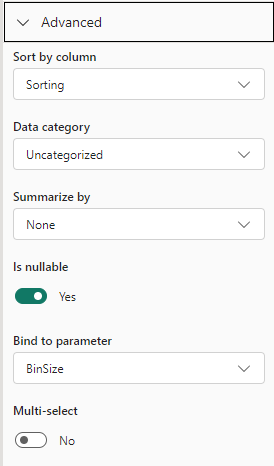 Advanced
Sort by column
Sorting
Data category
Uncategorized
Summarize by
None
Is nullable
Yes
Bind to parameter
BinSize
Multi-select
No